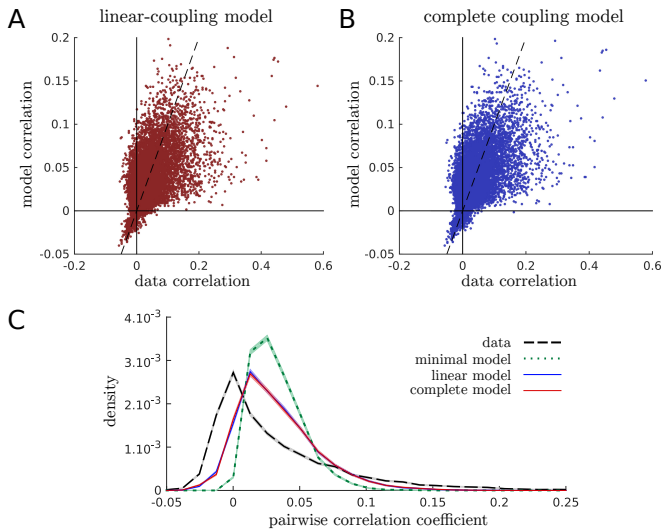 A
linear-coupling model
B
complete coupling model
model correlation
0.2
0.15
0.1
0.05
0
-0.05
-0.2
0
0.2
0.4
0.6
data correlation
model correlation
0.2
0.15
0.1
0.05
0
-0.05
-0.2
0
0.2
0.4
0.6
data correlation
C
density
4.10⁻³
3.10⁻³
2.10⁻³
1.10⁻³
0
-0.05
0
0.05
0.1
0.15
0.2
0.25
pairwise correlation coefficient
data
minimal model
linear model
complete model